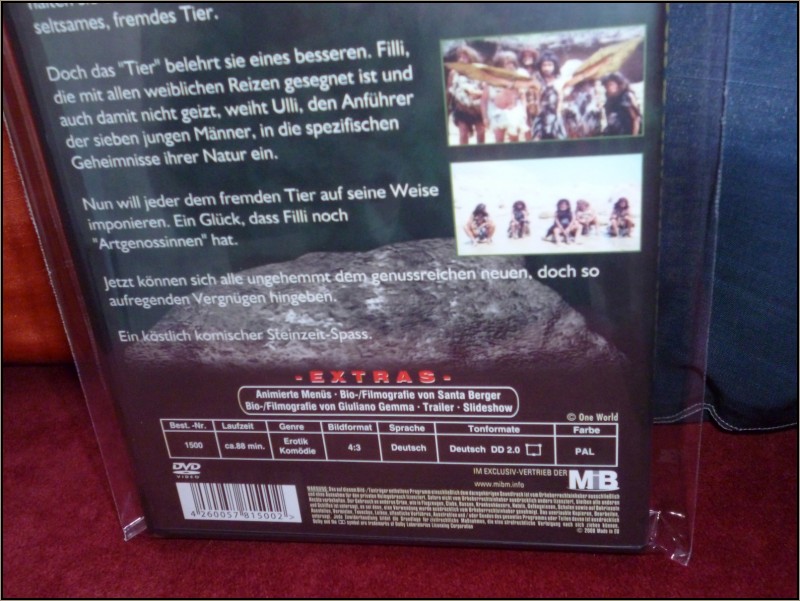 seltsames, fremdes Tier.
Doch das "Tier" belehrt sie eines besseren. Filli,
die mit allen weiblichen Reizen gesegnet ist und
auch damit nicht geizt, weiht Ulli, den Anführer
der sieben jungen Männer, in die spezifischen
Geheimnisse ihrer Natur ein.
Nun will jeder dem fremden Tier auf seine Weise
imponieren. Ein Glück, dass Filli noch
"Artgenossinnen" hat.
Jetzt können sich alle ungehemmt dem genussreichen neuen, doch so
aufregenden Vergnügen hingeben.
Ein köstlich komischer Steinzeit-Spass.
- EXTRAS -
Animierte Menüs · Bio-/Filmografie von Santa Berger
Bio-/Filmografie von Giuliano Gemma · Trailer · Slideshow
© One World
Best.-Nr. Laufzeit Genre Bildformat Sprache Tonformate Farbe
1500 ca.88 min. Erotik Komödie 4:3 Deutsch Deutsch DD 2.0 PAL
DVD
VIDEO
IM EXCLUSIV-VERTRIEB DER MIB
www.mibm.info
4 260057 815002 >